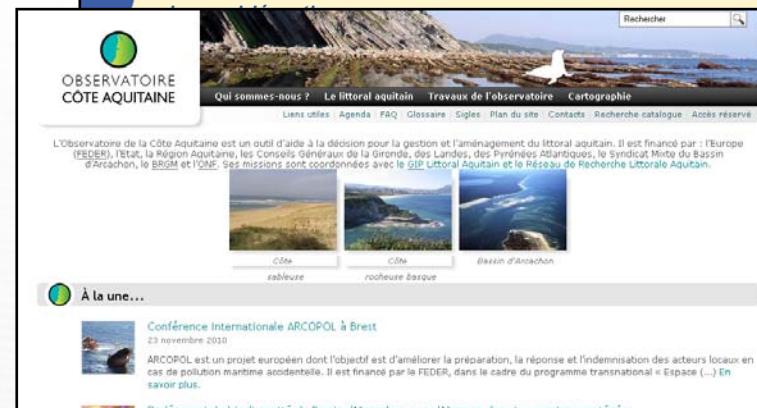 Rechercher
OBSERVATOIRE
CÔTE AQUITAINE
Qui sommes-nous ? Le littoral aquitain Travaux de l'observatoire Cartographie
Liens utiles | Agenda | FAQ | Glossaire | Sigles | Plan du site | Contacts | Recherche catalogue | Accès réservé
L'Observatoire de la Côte Aquitaine est un outil d'aide à la décision pour la gestion et l'aménagement du littoral aquitain. Il est financé par : l'Europe
(FEDER), l'Etat, la Région Aquitaine, les Conseils Généraux de la Gironde, des Landes, des Pyrénées Atlantiques, le Syndicat Mixte du Bassin
d'Arcachon, le BRGM et l'ONF. Ses missions sont coordonnées avec le GIP Littoral Aquitain et le Réseau de Recherche Littorale Aquitain.
Côte Côte Bassin d'Arcachon
sableuse rocheuse basque
À la une...
Conférence Internationale ARCOPOL à Brest
23 novembre 2010
ARCOPOL est un projet européen dont l'objectif est d'améliorer la préparation, la réponse et l'indemnisation des acteurs locaux en
cas de pollution maritime accidentelle. Il est financé par le FEDER, dans le cadre du programme transnational « Espace (...) En
savoir plus.